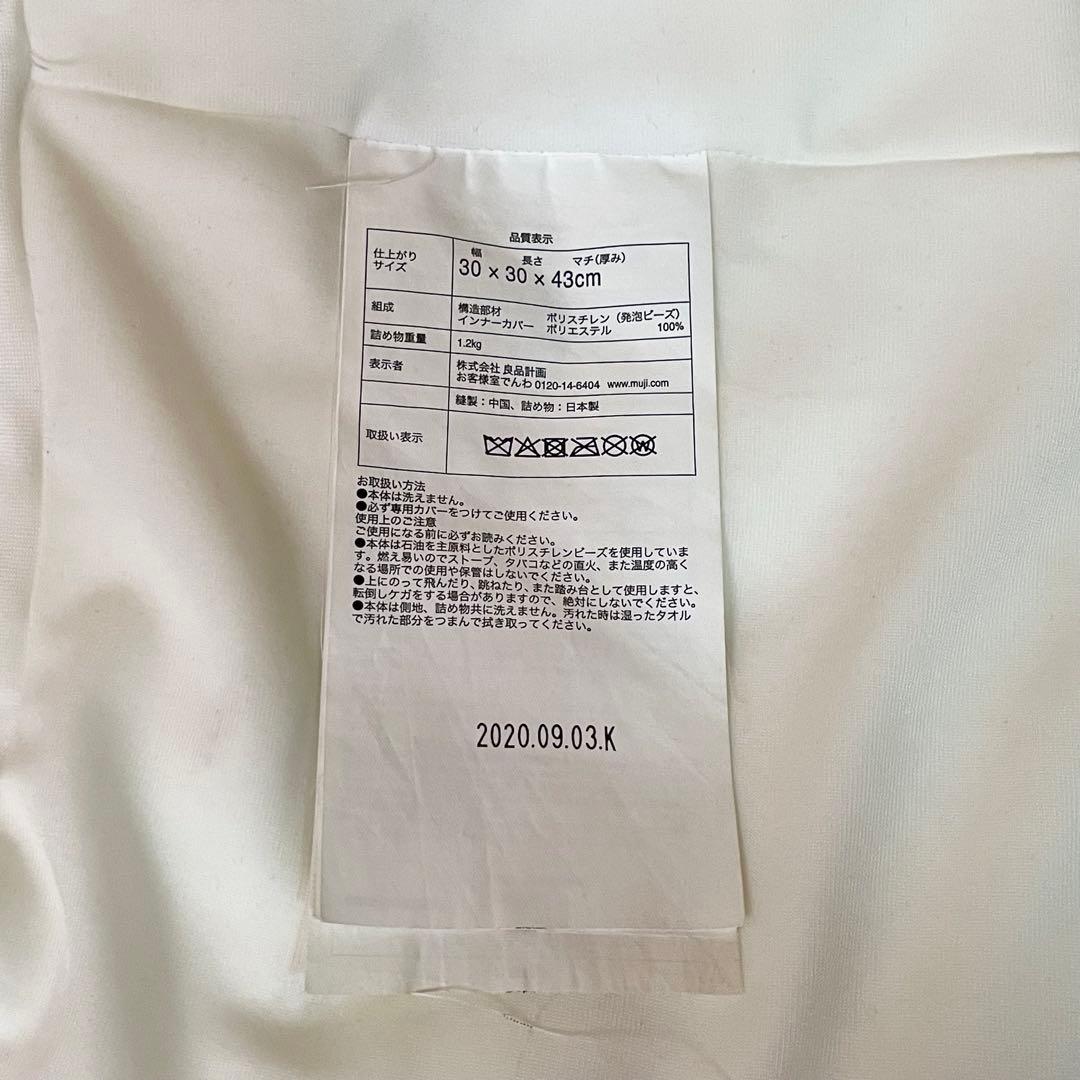 品質表示
仕上がり
サイズ
幅 長さ マチ(厚み)
30 × 30 × 43cm
組成
構造部材 ポリスチレン(発泡ビーズ)
インナーカバー ポリエステル 100%
詰め物重量 1.2kg
表示者
株式会社 良品計画
お客様室でんわ 0120-14-6404 www.muji.com
縫製:中国、詰め物:日本製
取扱い表示
W
お取扱い方法
●本体は洗えません。
●必ず専用カバーをつけてご使用ください。
使用上のご注意
ご使用になる前に必ずお読みください。
●本体は石油を主原料としたポリスチレンビーズを使用していま
す。燃え易いのでストーブ、タバコなどの直火、また温度の高く
なる場所での使用や保管はしないでください。
●上にのって飛んだり、跳ねたり、また踏み台として使用しますと、
転倒しケガをする場合がありますので、絶対にしないでください。
●本体は側地、詰め物共に洗えません。汚れた時は湿ったタオル
で汚れた部分をつまんで拭き取ってください。
2020.09.03.K